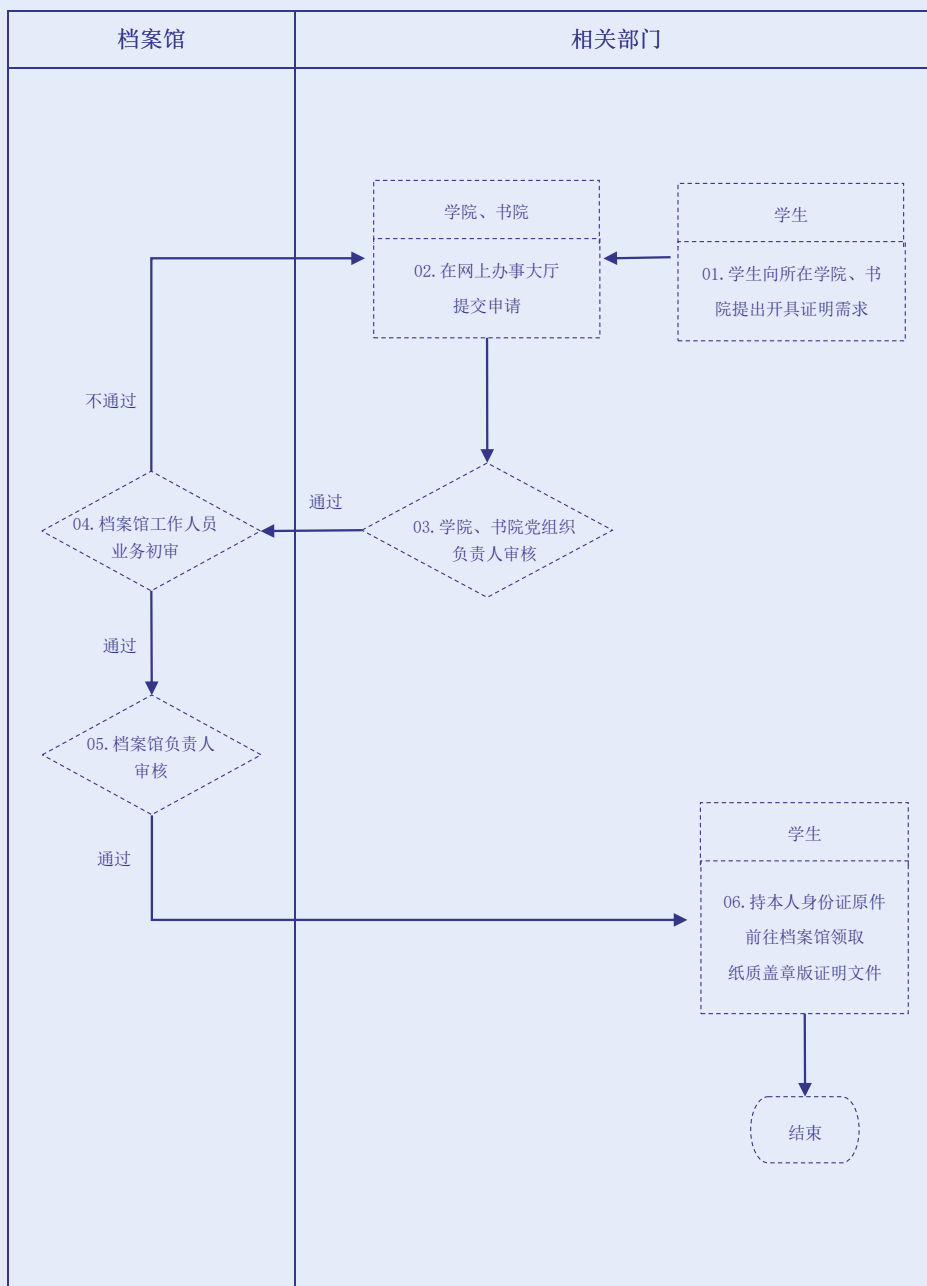 档案馆
相关部门
学院、书院
02.在网上办事大厅
提交申请
学生
01.学生向所在学院、书
院提出开具证明需求
不通过
通过
04.档案馆工作人员
业务初审
03.学院、书院党组织
负责人审核
通过
05.档案馆负责人
审核
通过
学生
06.持本人身份证原件
前往档案馆领取
纸质盖章版证明文件
结束